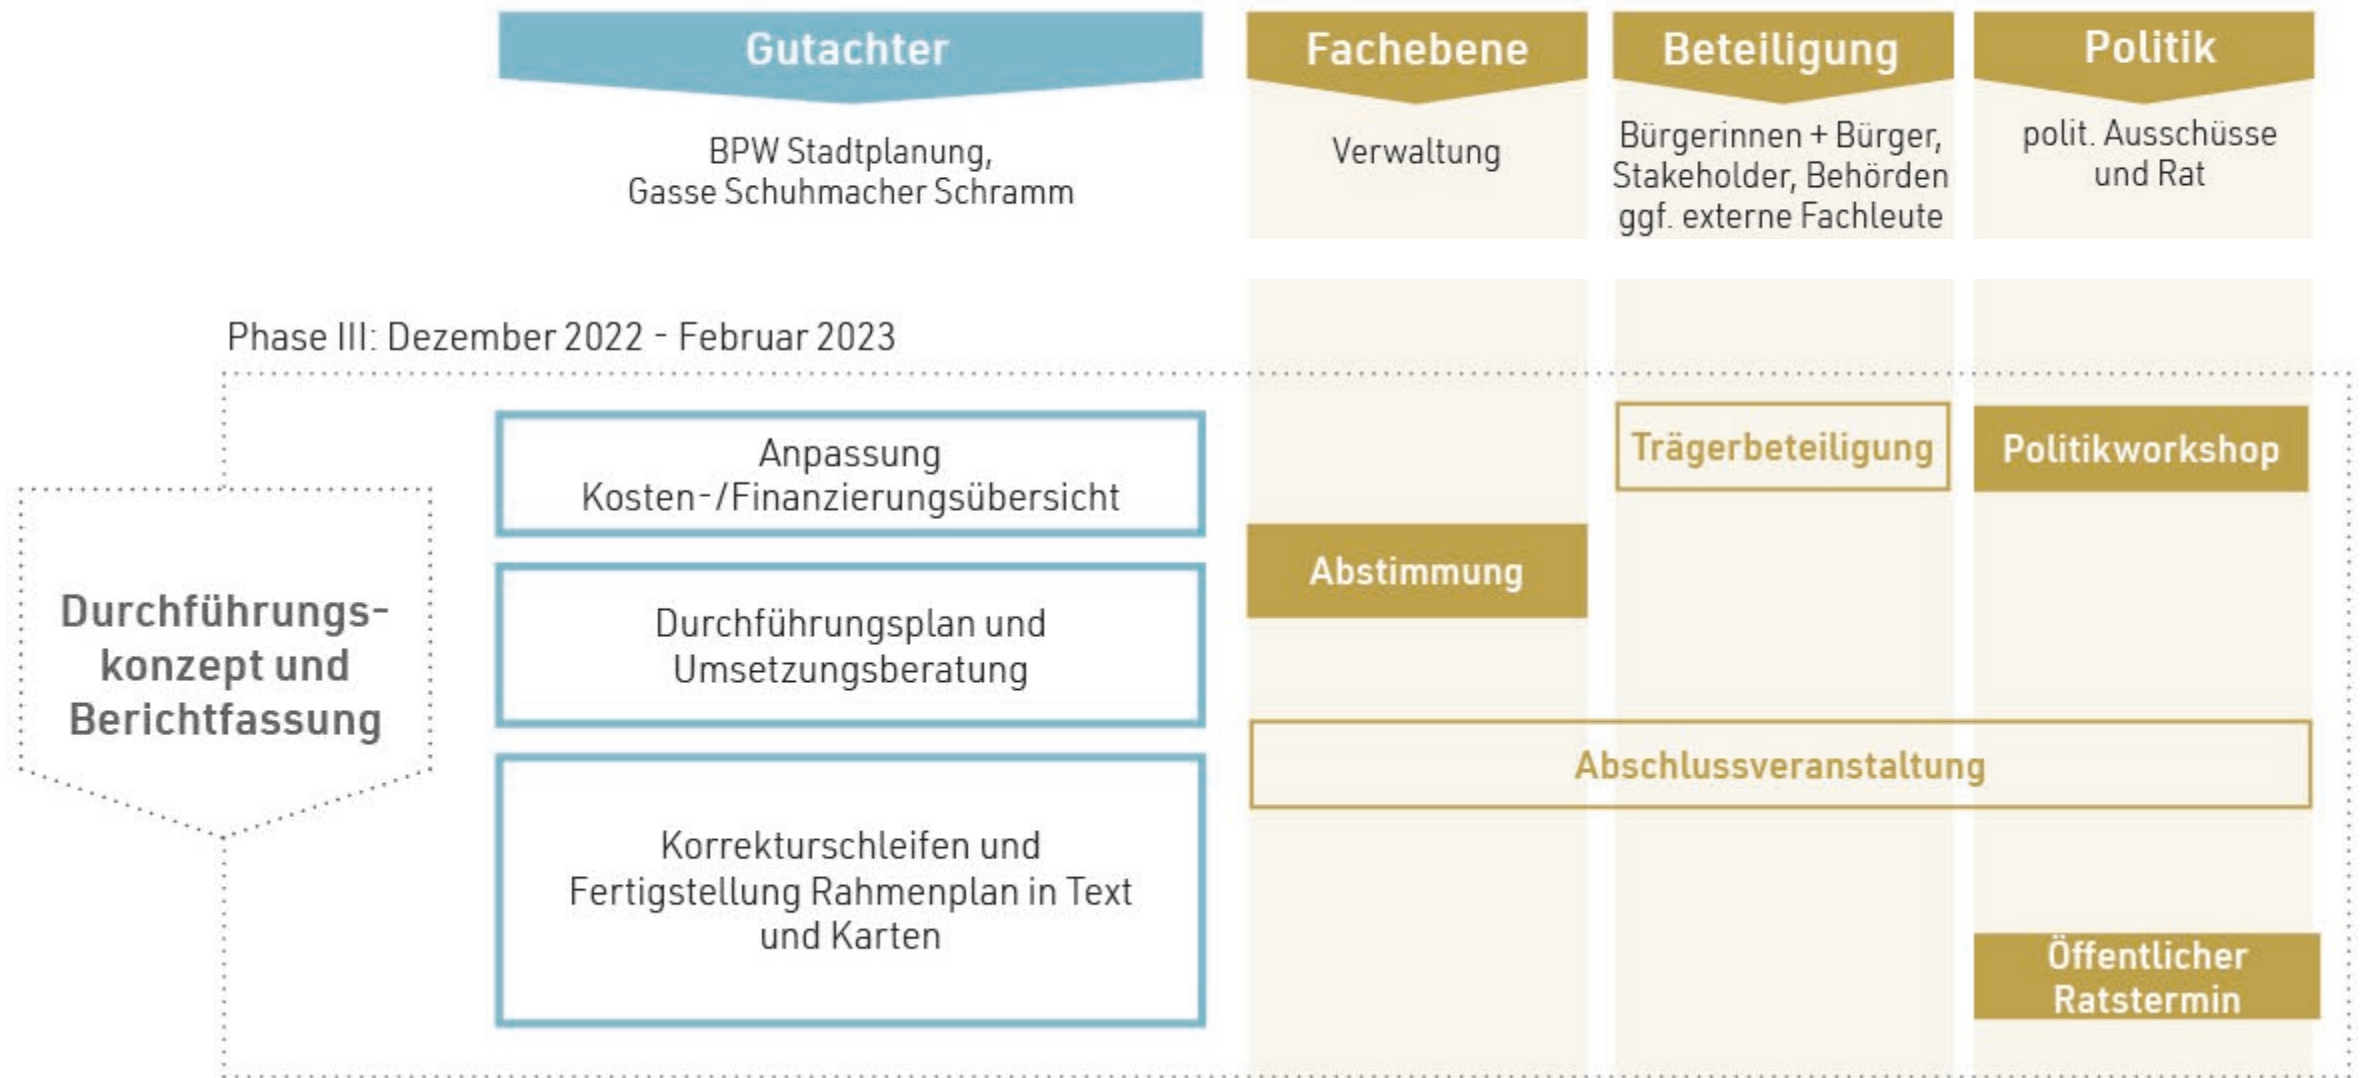 Gutachter
Fachebene
Beteiligung
Politik
BPW Stadtplanung,
Gasse Schuhmacher Schramm
Verwaltung
Bürgerinnen + Bürger,
Stakeholder, Behörden
ggf. externe Fachleute
polit. Ausschüsse
und Rat
Phase III: Dezember 2022 - Februar 2023
Durchführungs-
konzept und
Berichtfassung
Anpassung
Kosten-/Finanzierungsübersicht
Trägerbeteiligung
Politikworkshop
Abstimmung
Durchführungsplan und
Umsetzungsberatung
Abschlussveranstaltung
Korrekturschleifen und
Fertigstellung Rahmenplan in Text
und Karten
Öffentlicher
Ratstermin